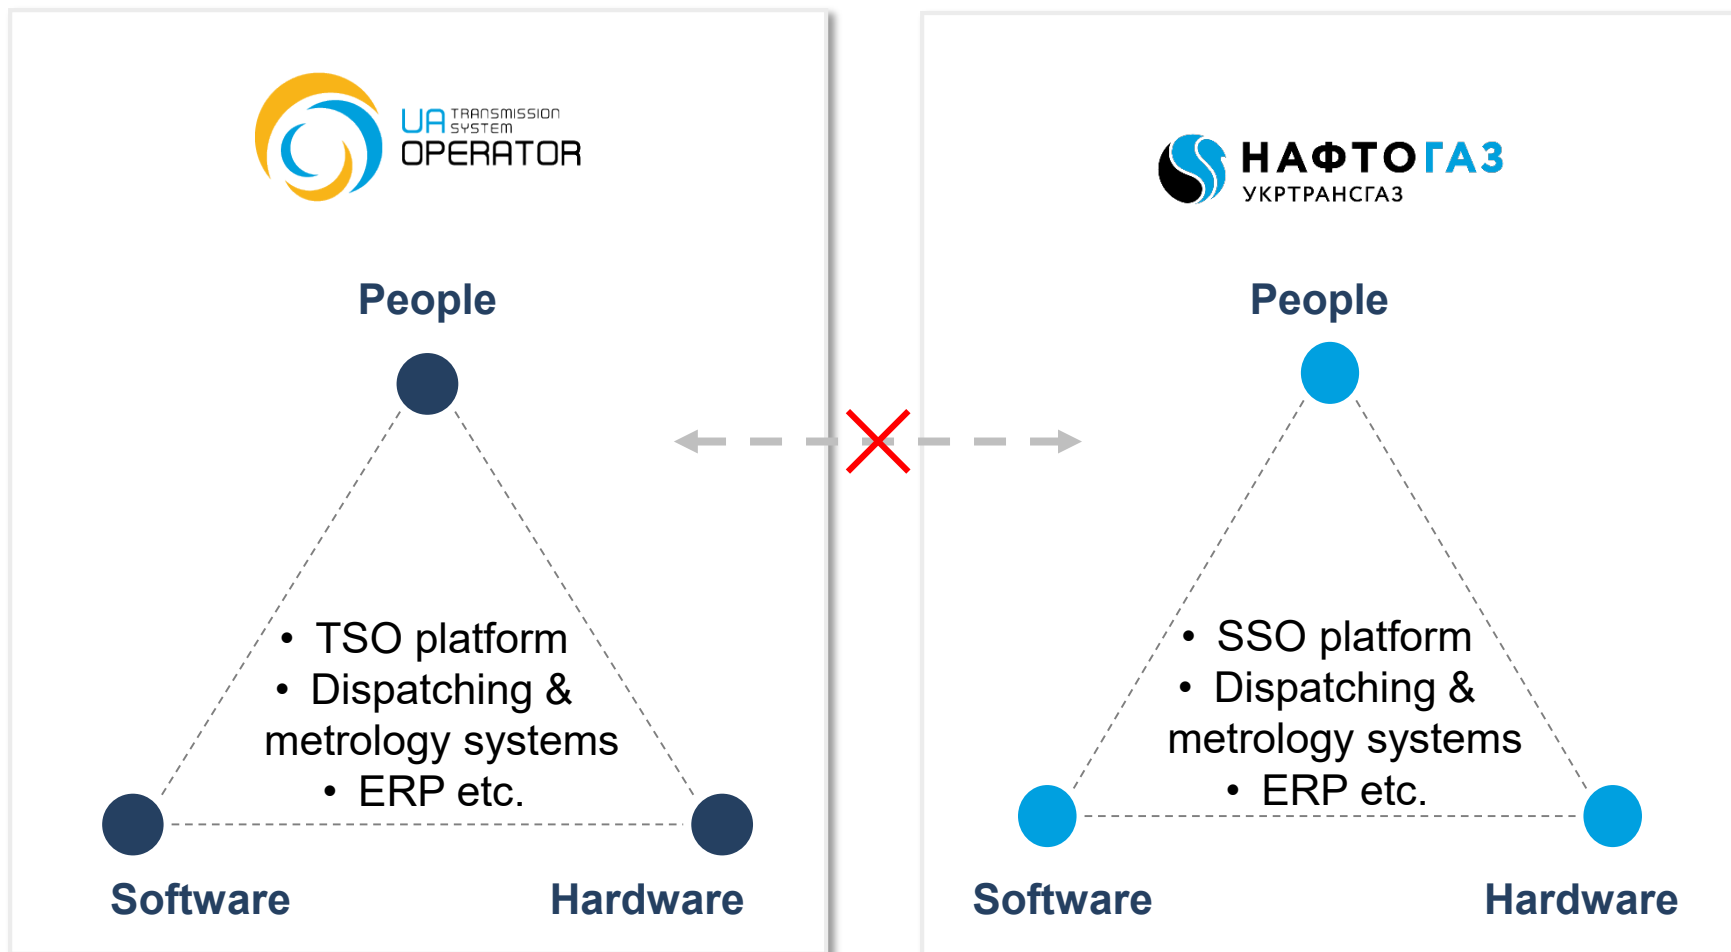 UA TRANSMISSION
SYSTEM
OPERATOR
People
• TSO platform
• Dispatching &
metrology systems
• ERP etc.
Software
Hardware
НАФТОГАЗ
УКРТРАНСГАЗ
People
• SSO platform
• Dispatching &
metrology systems
• ERP etc.
Software
Hardware